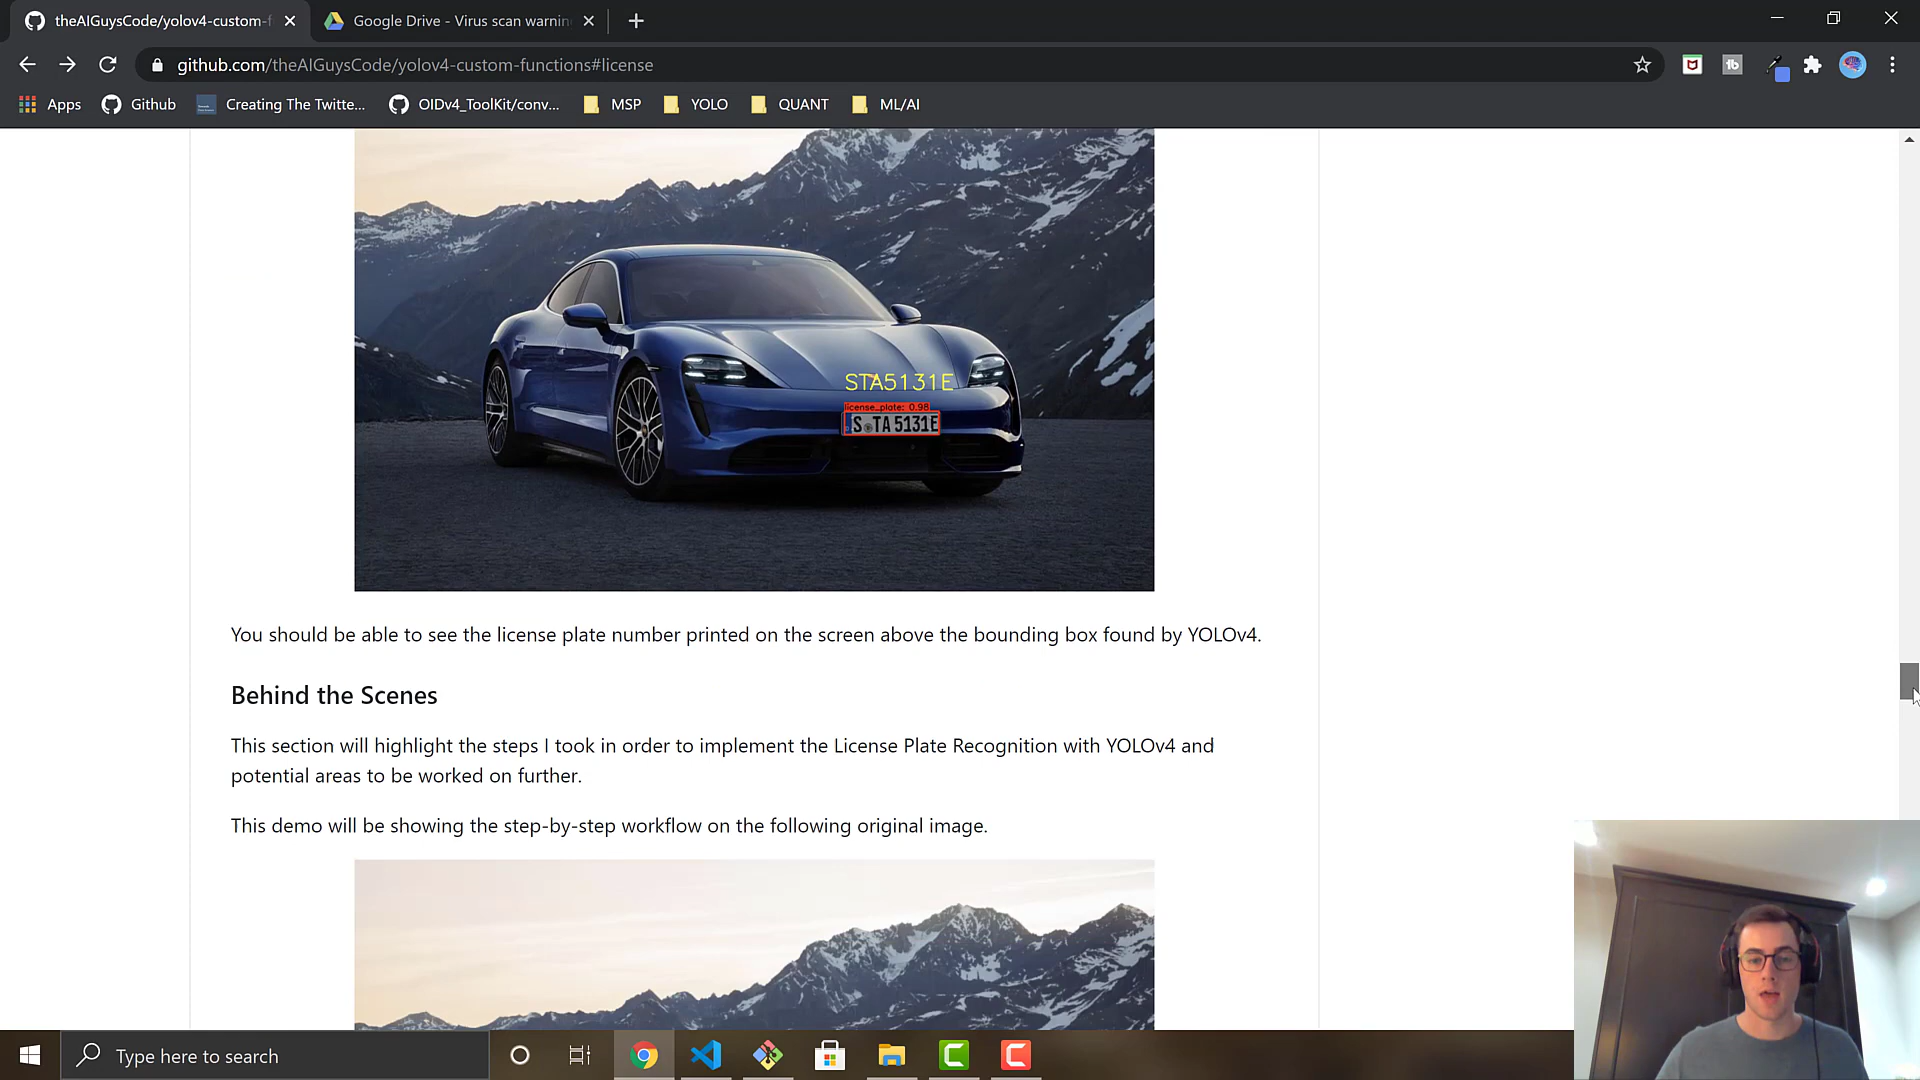 theAIGuysCode/yolov4-custom-f
Google Drive - Virus scan warnin
github.com/theAIGuysCode/yolov4-custom-functions#license
Apps
Github
Creating The Twitte...
OIDv4_ToolKit/conv...
MSP
YOLO
QUANT
ML/AI
STA5131E
license_plate: 0.98
S TA 5131E
You should be able to see the license plate number printed on the screen above the bounding box found by YOLOv4.
Behind the Scenes
This section will highlight the steps I took in order to implement the License Plate Recognition with YOLOv4 and
potential areas to be worked on further.
This demo will be showing the step-by-step workflow on the following original image.
Type here to search